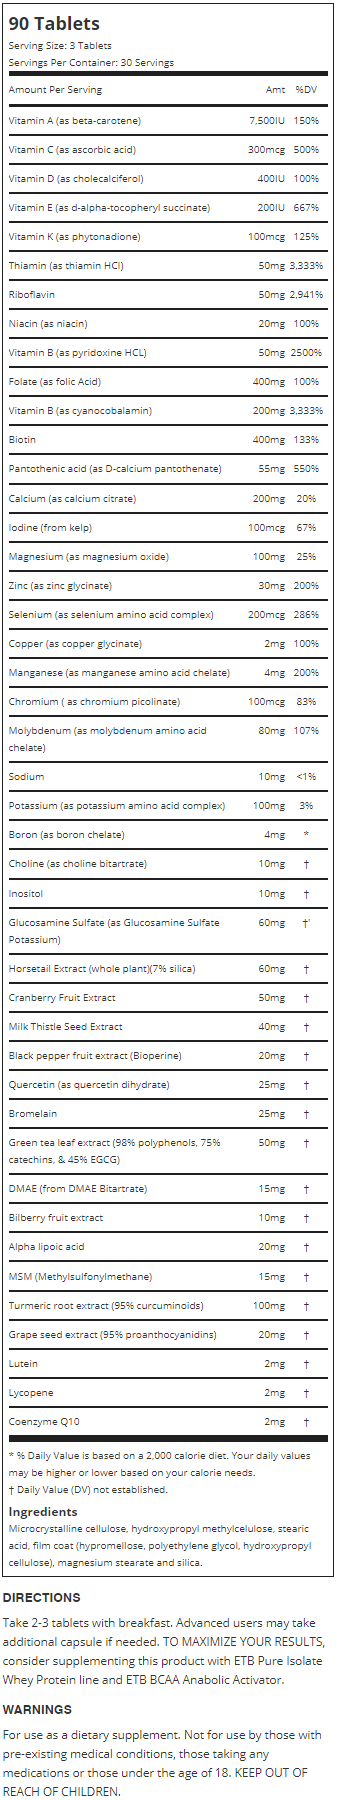 90 Tablets
Serving Size: 3 Tablets
Servings Per Container: 30 Servings
Amount Per Serving Amt %DV
Vitamin A (as beta-carotene) 7,500IU 150%
Vitamin C (as ascorbic acid) 300mcg 500%
Vitamin D (as cholecalciferol) 400IU 100%
Vitamin E (as d-alpha-tocopheryl succinate) 200IU 667%
Vitamin K (as phytonadione) 100mcg 125%
Thiamin (as thiamin HCl) 50mg 3,333%
Riboflavin 50mg 2,941%
Niacin (as niacin) 20mg 100%
Vitamin B (as pyridoxine HCL) 50mg 2500%
Folate (as folic Acid) 400mg 100%
Vitamin B (as cyanocobalamin) 200mg 3,333%
Biotin 400mg 133%
Pantothenic acid (as D-calcium pantothenate) 55mg 550%
Calcium (as calcium citrate) 200mg 20%
Iodine (from kelp) 100mcg 67%
Magnesium (as magnesium oxide) 100mg 25%
Zinc (as zinc glycinate) 30mg 200%
Selenium (as selenium amino acid complex) 200mcg 286%
Copper (as copper glycinate) 2mg 100%
Manganese (as manganese amino acid chelate) 4mg 200%
Chromium ( as chromium picolinate) 100mcg 83%
Molybdenum (as molybdenum amino acid 80mg 107%
chelate)
Sodium 10mg <1%
Potassium (as potassium amino acid complex) 100mg 3%
Boron (as boron chelate) 4mg *
Choline (as choline bitartrate) 10mg †
Inositol 10mg †
Glucosamine Sulfate (as Glucosamine Sulfate 60mg †'
Potassium)
Horsetail Extract (whole plant)(7% silica) 60mg †
Cranberry Fruit Extract 50mg †
Milk Thistle Seed Extract 40mg †
Black pepper fruit extract (Bioperine) 20mg †
Quercetin (as quercetin dihydrate) 25mg †
Bromelain 25mg †
Green tea leaf extract (98% polyphenols, 75% 50mg †
catechins, & 45% EGCG)
DMAE (from DMAE Bitartrate) 15mg †
Bilberry fruit extract 10mg †
Alpha lipoic acid 20mg †
MSM (Methylsulfonylmethane) 15mg †
Turmeric root extract (95% curcuminoids) 100mg †
Grape seed extract (95% proanthocyanidins) 20mg †
Lutein 2mg †
Lycopene 2mg †
Coenzyme Q10 2mg †
* % Daily Value is based on a 2,000 calorie diet. Your daily values
may be higher or lower based on your calorie needs.
† Daily Value (DV) not established.
Ingredients
Microcrystalline cellulose, hydroxypropyl methylcelulose, stearic
acid, film coat (hypromellose, polyethylene glycol, hydroxypropyl
cellulose), magnesium stearate and silica.
DIRECTIONS
Take 2-3 tablets with breakfast. Advanced users may take
additional capsule if needed. TO MAXIMIZE YOUR RESULTS,
consider supplementing this product with ETB Pure Isolate
Whey Protein line and ETB BCAA Anabolic Activator.
WARNINGS
For use as a dietary supplement. Not for use by those with
pre-existing medical conditions, those taking any
medications or those under the age of 18. KEEP OUT OF
REACH OF CHILDREN.